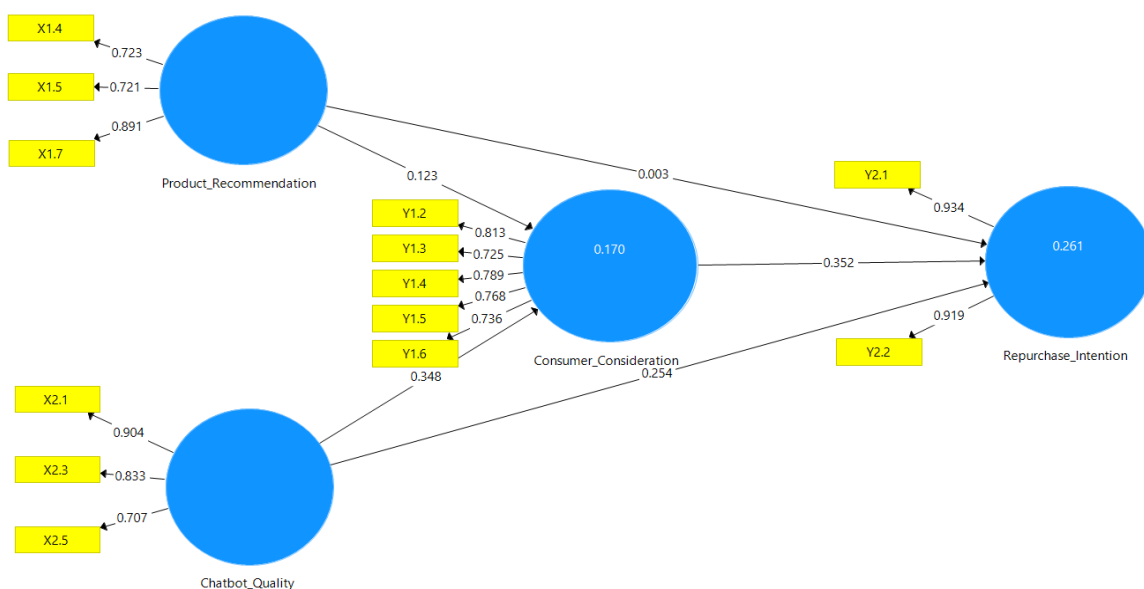 X1.4
0.723
X1.5
0.721
X1.7
0.891
Product_Recommendation
0.123
0.003
Y1.2
0.813
Y1.3
0.725
Y1.4
0.789
Y1.5
0.768
Y1.6
0.736
0.170
Consumer_Consideration
0.352
Y2.1
0.934
0.261
Y2.2
0.919
Repurchase_Intention
0.348
0.254
X2.1
0.904
X2.3
0.833
X2.5
0.707
Chatbot_Quality